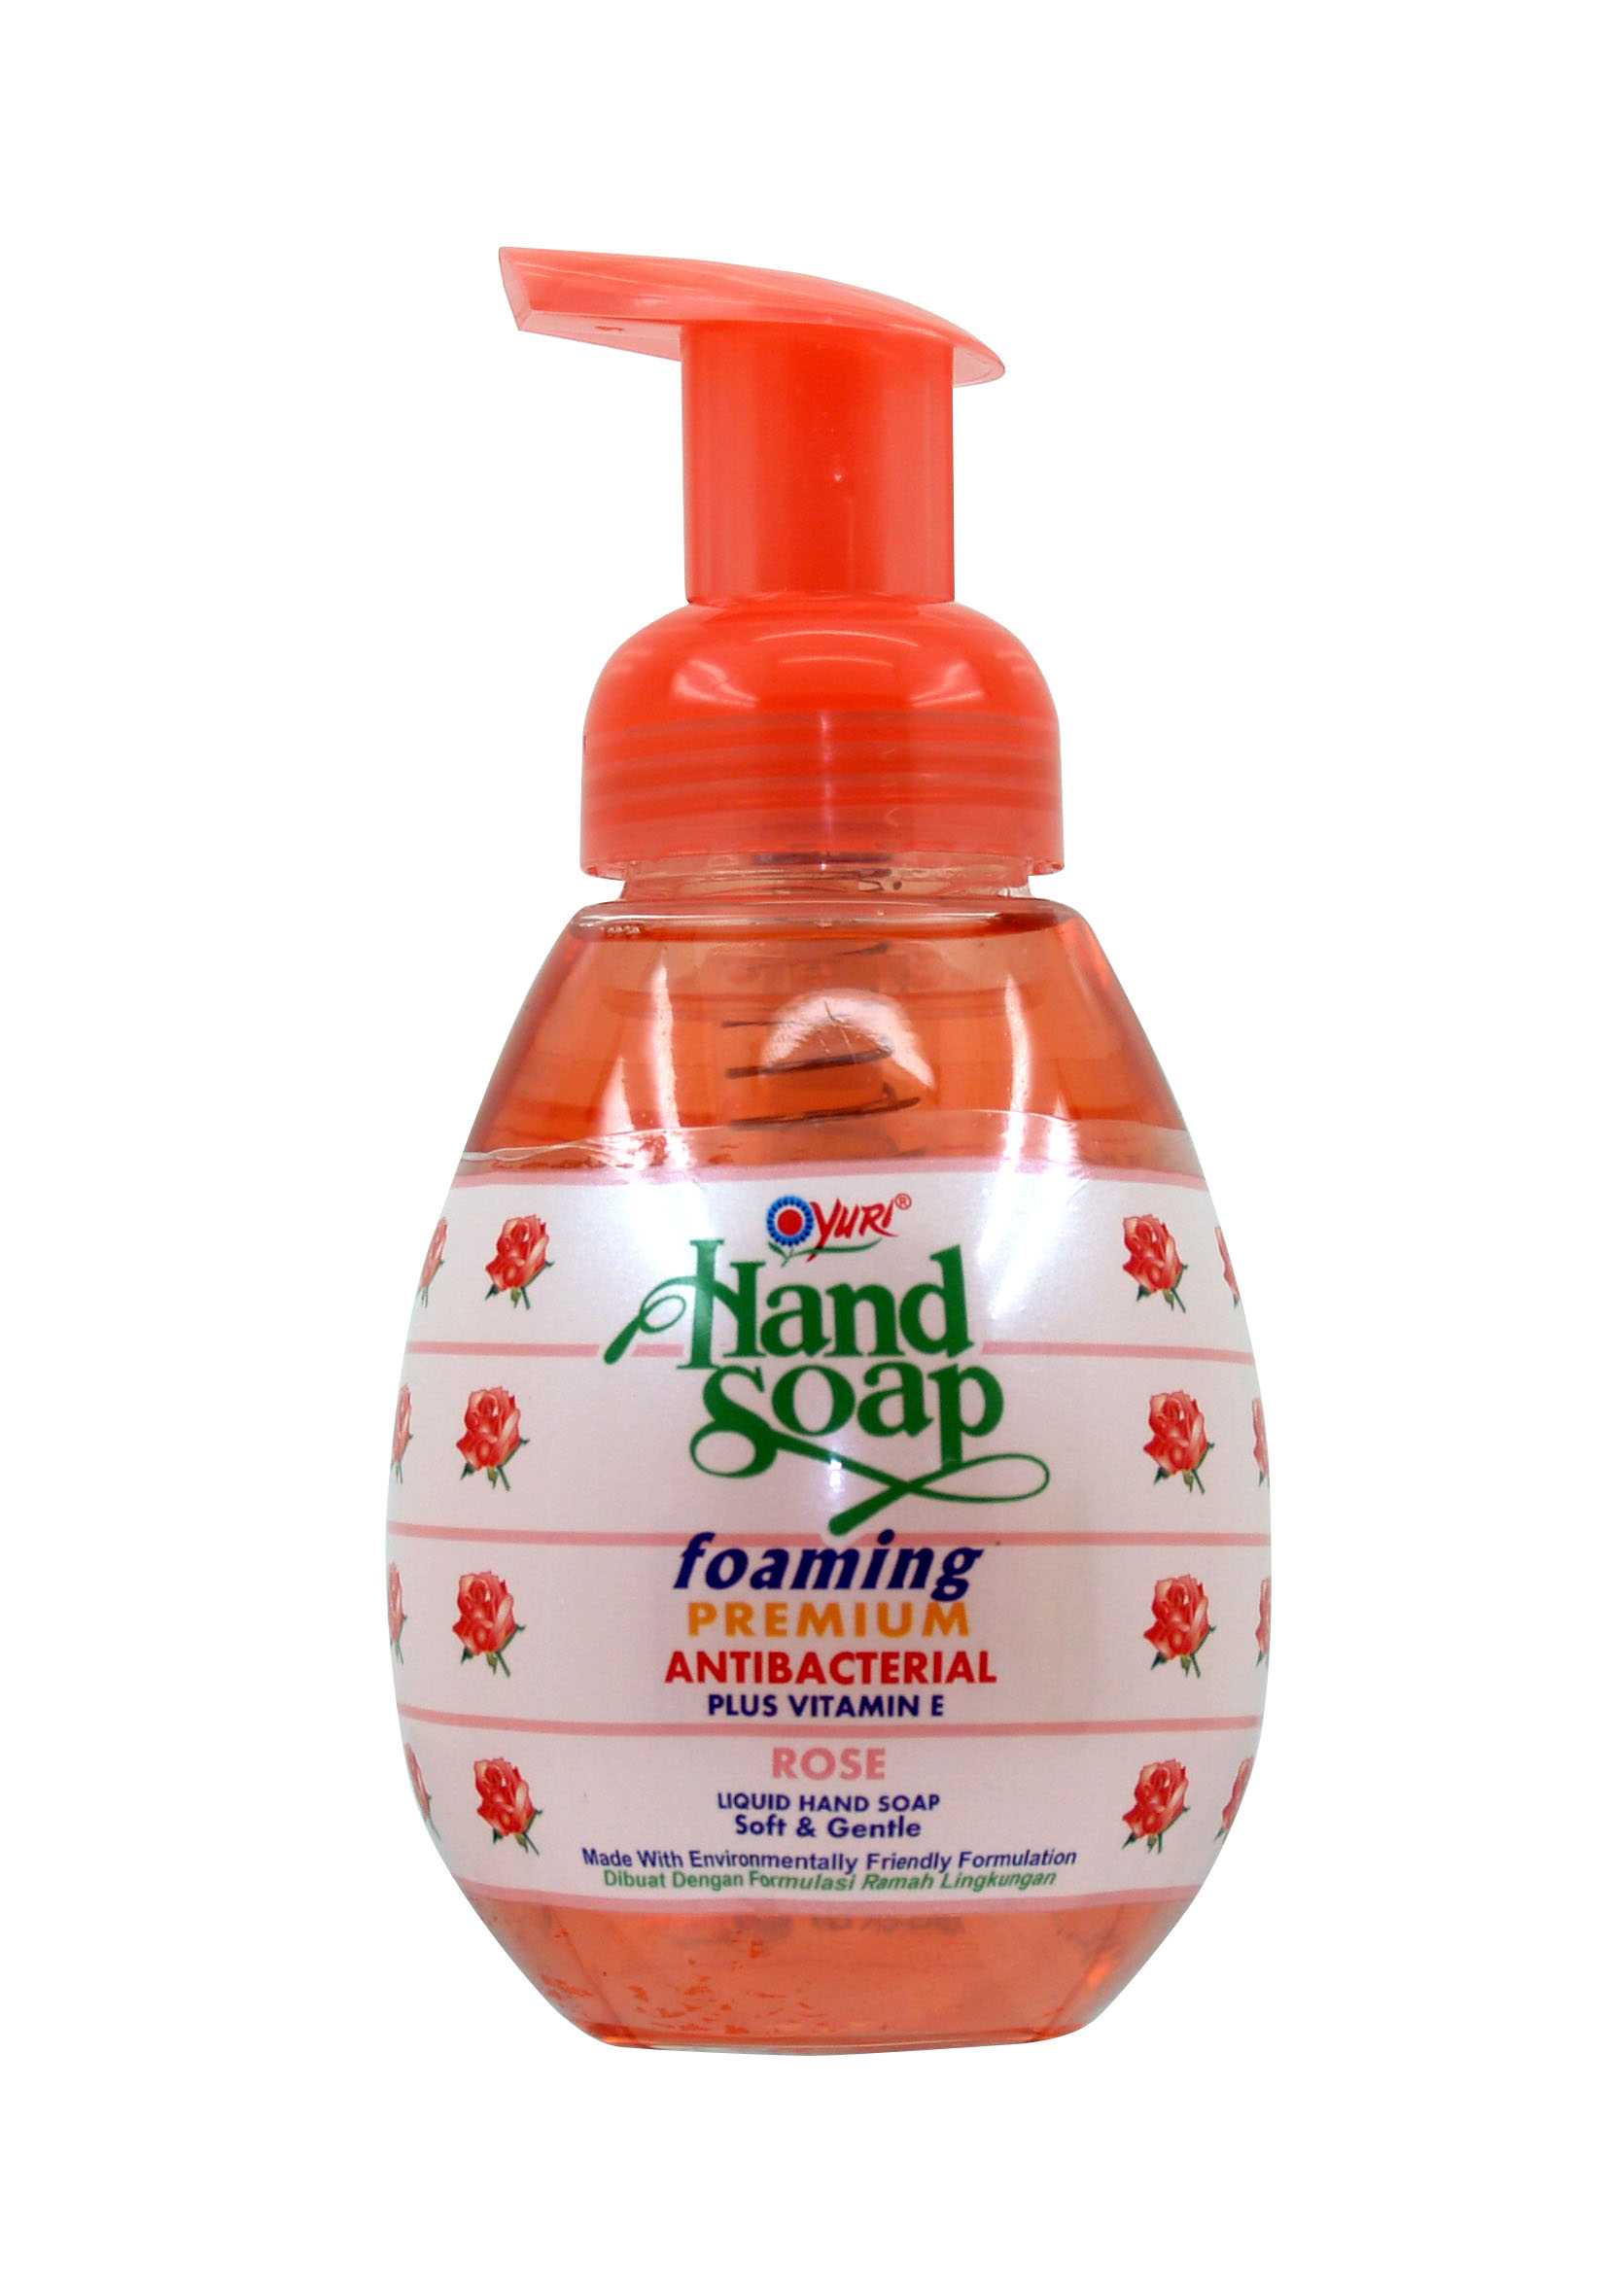 YURI®
Hand
Soap
foaming
PREMIUM
ANTIBACTERIAL
PLUS VITAMIN E
ROSE
LIQUID HAND SOAP
Soft & Gentle
Made With Environmentally Friendly Formulation
Dibuat Dengan Formulasi Ramah Lingkungan